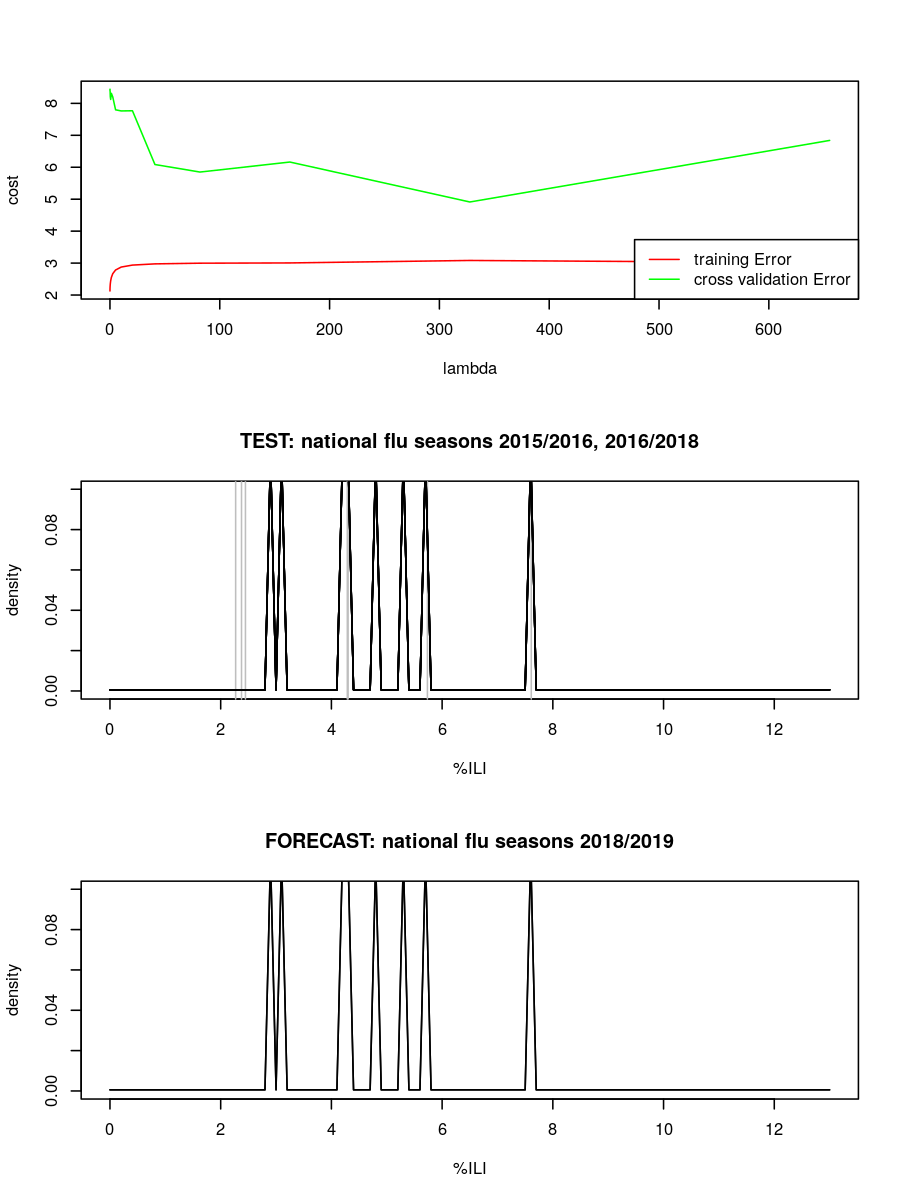 cost
8
7
6
5
4
3
2
training Error
cross validation Error
0 100 200 300 400 500 600
lambda
TEST: national flu seasons 2015/2016, 2016/2018
density
0.08
0.04
0.00
0 2 4 6 8 10 12
%ILI
FORECAST: national flu seasons 2018/2019
density
0.08
0.04
0.00
0 2 4 6 8 10 12
%ILI